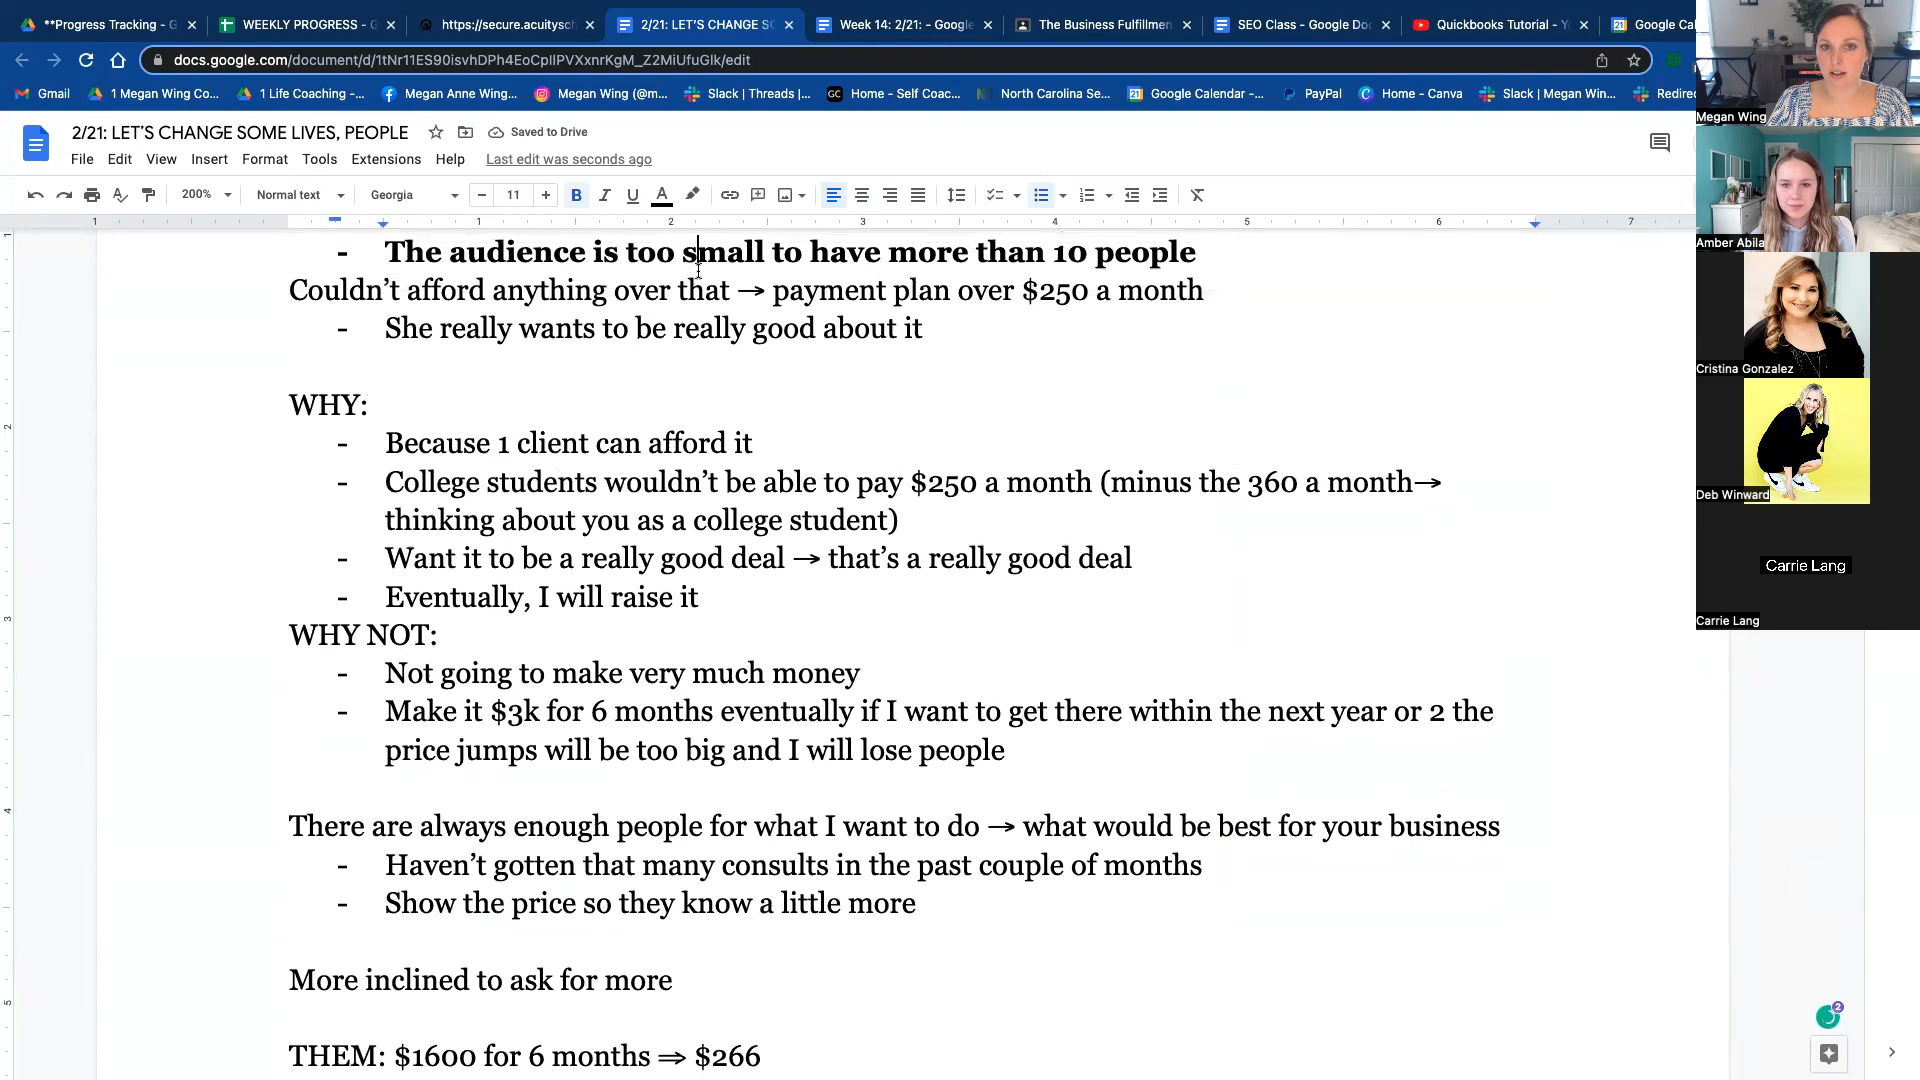 **Progress Tracking - G
WEEKLY PROGRESS - G
https://secure.acuitysch
2/21: LET'S CHANGE SO
Week 14: 2/21: - Google
The Business Fulfillmen
SEO Class - Google Doc
Quickbooks Tutorial - Y
Google Cal
docs.google.com/document/d/1tNr11ES90isvhDPh4EoCpllPVXxnrKgM_Z2MiUfuGlk/edit
Gmail
1 Megan Wing Co...
1 Life Coaching -...
Megan Anne Wing...
Megan Wing (@m...
Slack | Threads |...
Home - Self Coac...
North Carolina Se...
Google Calendar -...
PayPal
Home - Canva
Slack | Megan Win...
Redirec
2/21: LET'S CHANGE SOME LIVES, PEOPLE
Saved to Drive
File Edit View Insert Format Tools Extensions Help Last edit was seconds ago
200% Normal text Georgia 11
1 1 2 3 4 5 6 7
- The audience is too small to have more than 10 people
Couldn't afford anything over that → payment plan over $250 a month
- She really wants to be really good about it
WHY:
- Because 1 client can afford it
- College students wouldn't be able to pay $250 a month (minus the 360 a month→
thinking about you as a college student)
- Want it to be a really good deal → that's a really good deal
- Eventually, I will raise it
WHY NOT:
- Not going to make very much money
- Make it $3k for 6 months eventually if I want to get there within the next year or 2 the
price jumps will be too big and I will lose people
There are always enough people for what I want to do → what would be best for your business
- Haven't gotten that many consults in the past couple of months
- Show the price so they know a little more
More inclined to ask for more
THEM: $1600 for 6 months ⇒ $266
Megan Wing
Amber Abila
Cristina Gonzalez
Deb Winward
Carrie Lang
Carrie Lang
2